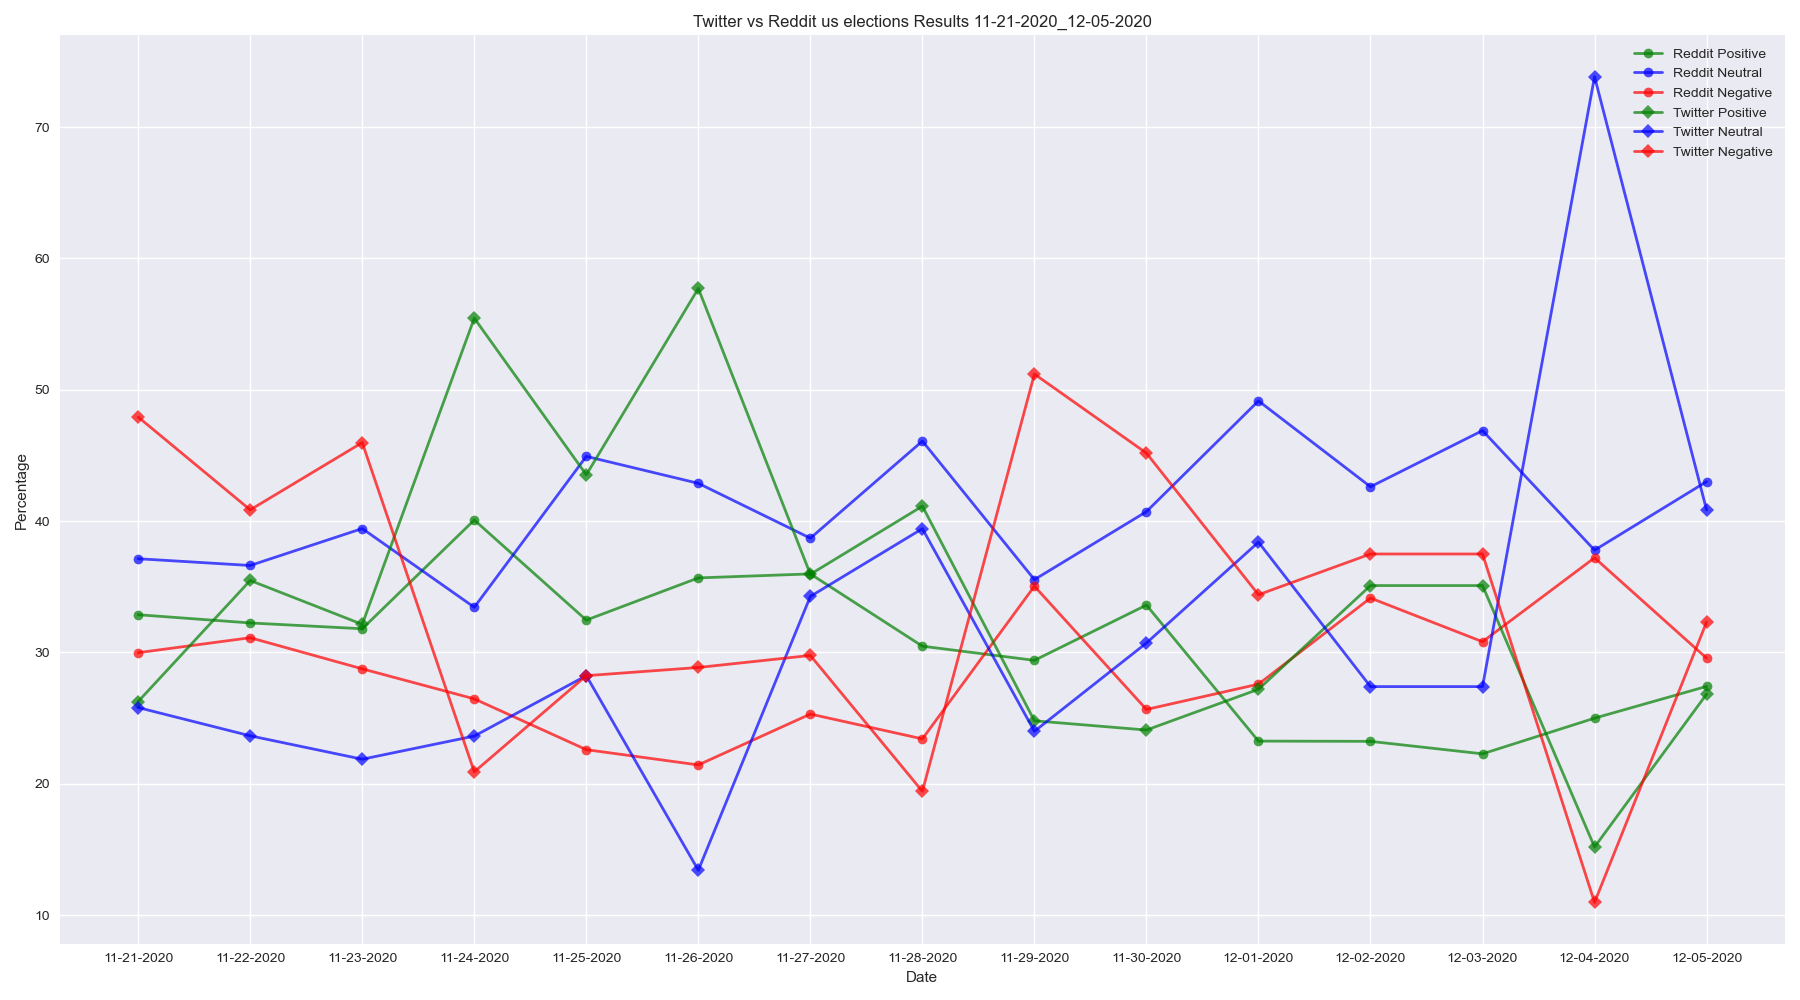 Twitter vs Reddit us elections Results 11-21-2020_12-05-2020
Reddit Positive
Reddit Neutral
Reddit Negative
Twitter Positive
Twitter Neutral
Twitter Negative
Percentage
70
60
50
40
30
20
10
11-21-2020 11-22-2020 11-23-2020 11-24-2020 11-25-2020 11-26-2020 11-27-2020 11-28-2020 11-29-2020 11-30-2020 12-01-2020 12-02-2020 12-03-2020 12-04-2020 12-05-2020
Date